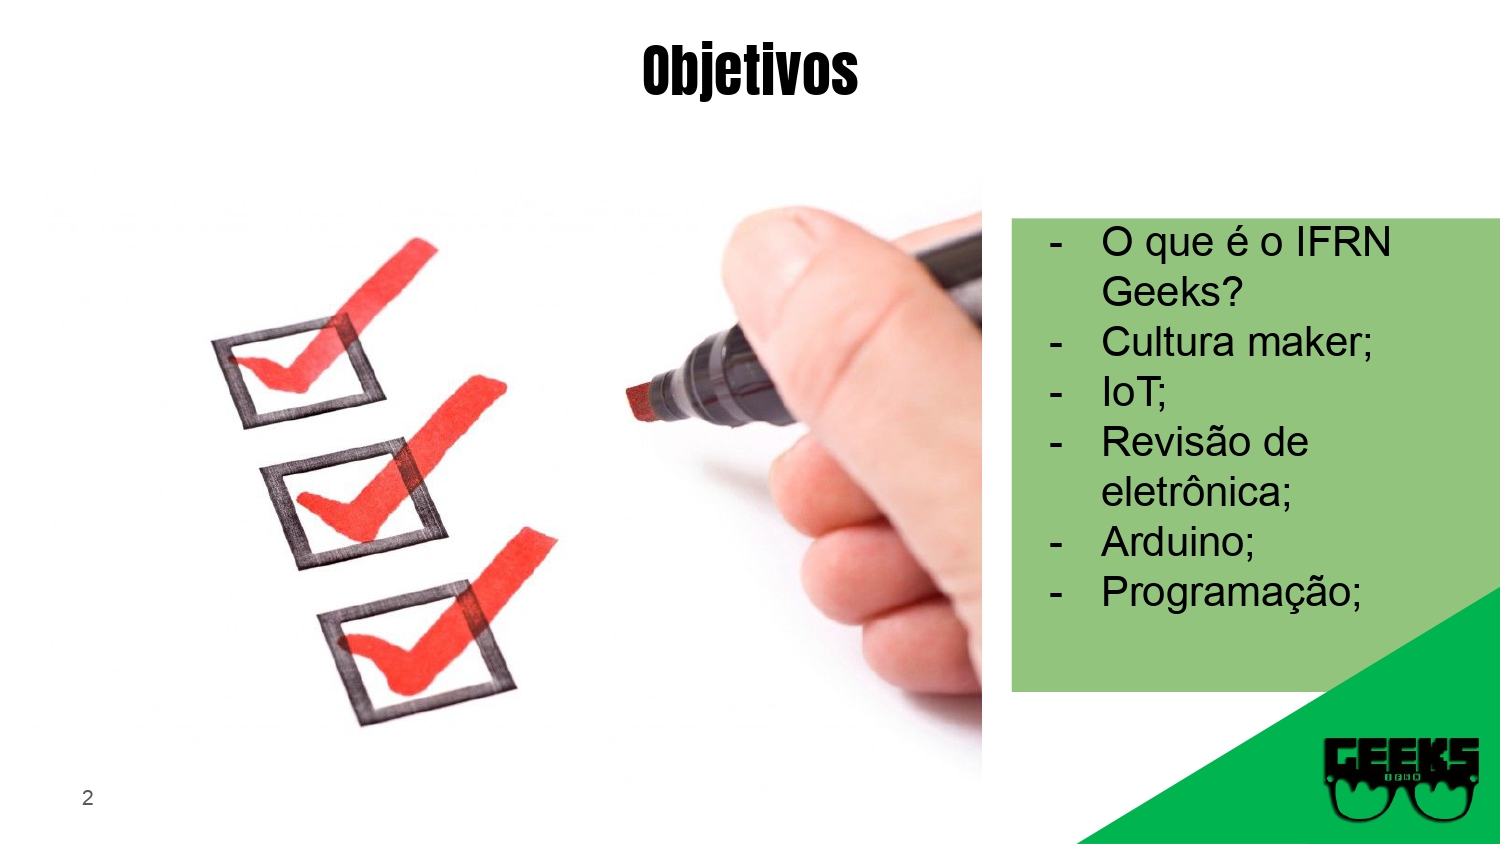 Objetivos
- O que é o IFRN
Geeks?
- Cultura maker;
- IoT;
- Revisão de
eletrônica;
- Arduino;
- Programação;
GEEKS
IFRN
2